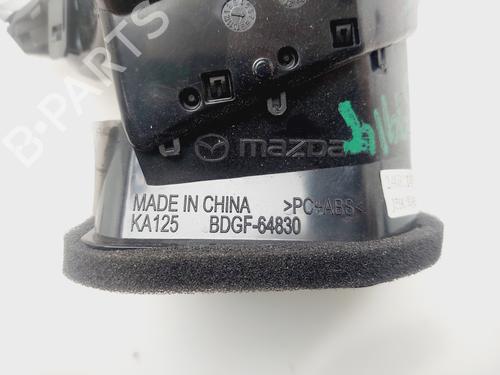 B-PARTS
mazda
MADE IN CHINA >PC+ABS<
KA125 BDGF-64830